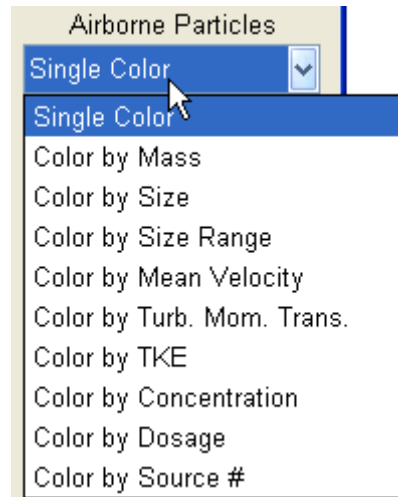 Airborne Particles
Single Color
Single Color
Color by Mass
Color by Size
Color by Size Range
Color by Mean Velocity
Color by Turb. Mom. Trans.
Color by TKE
Color by Concentration
Color by Dosage
Color by Source #